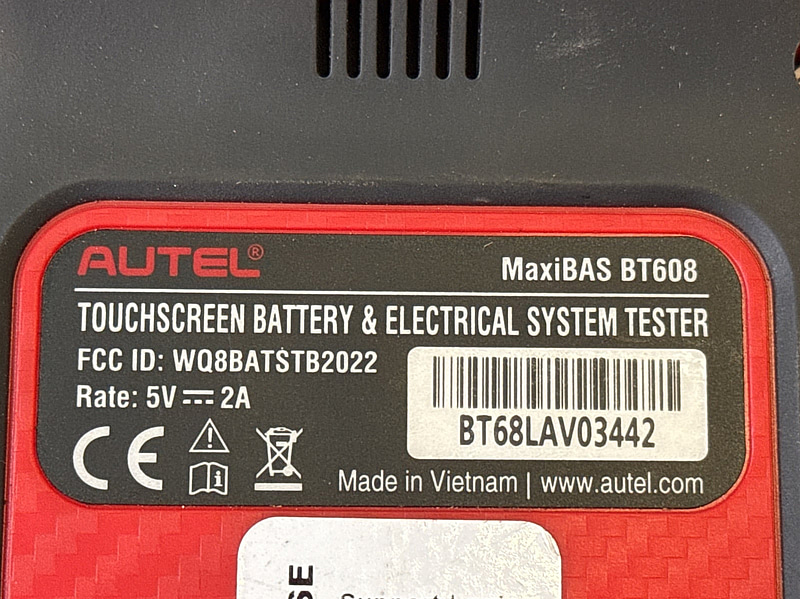 AUTEL®
MaxiBAS BT608
TOUCHSCREEN BATTERY & ELECTRICAL SYSTEM TESTER
FCC ID: WQ8BATSTB2022
Rate: 5V ⎓ 2A
BT68LAV03442
CE
Made in Vietnam | www.autel.com